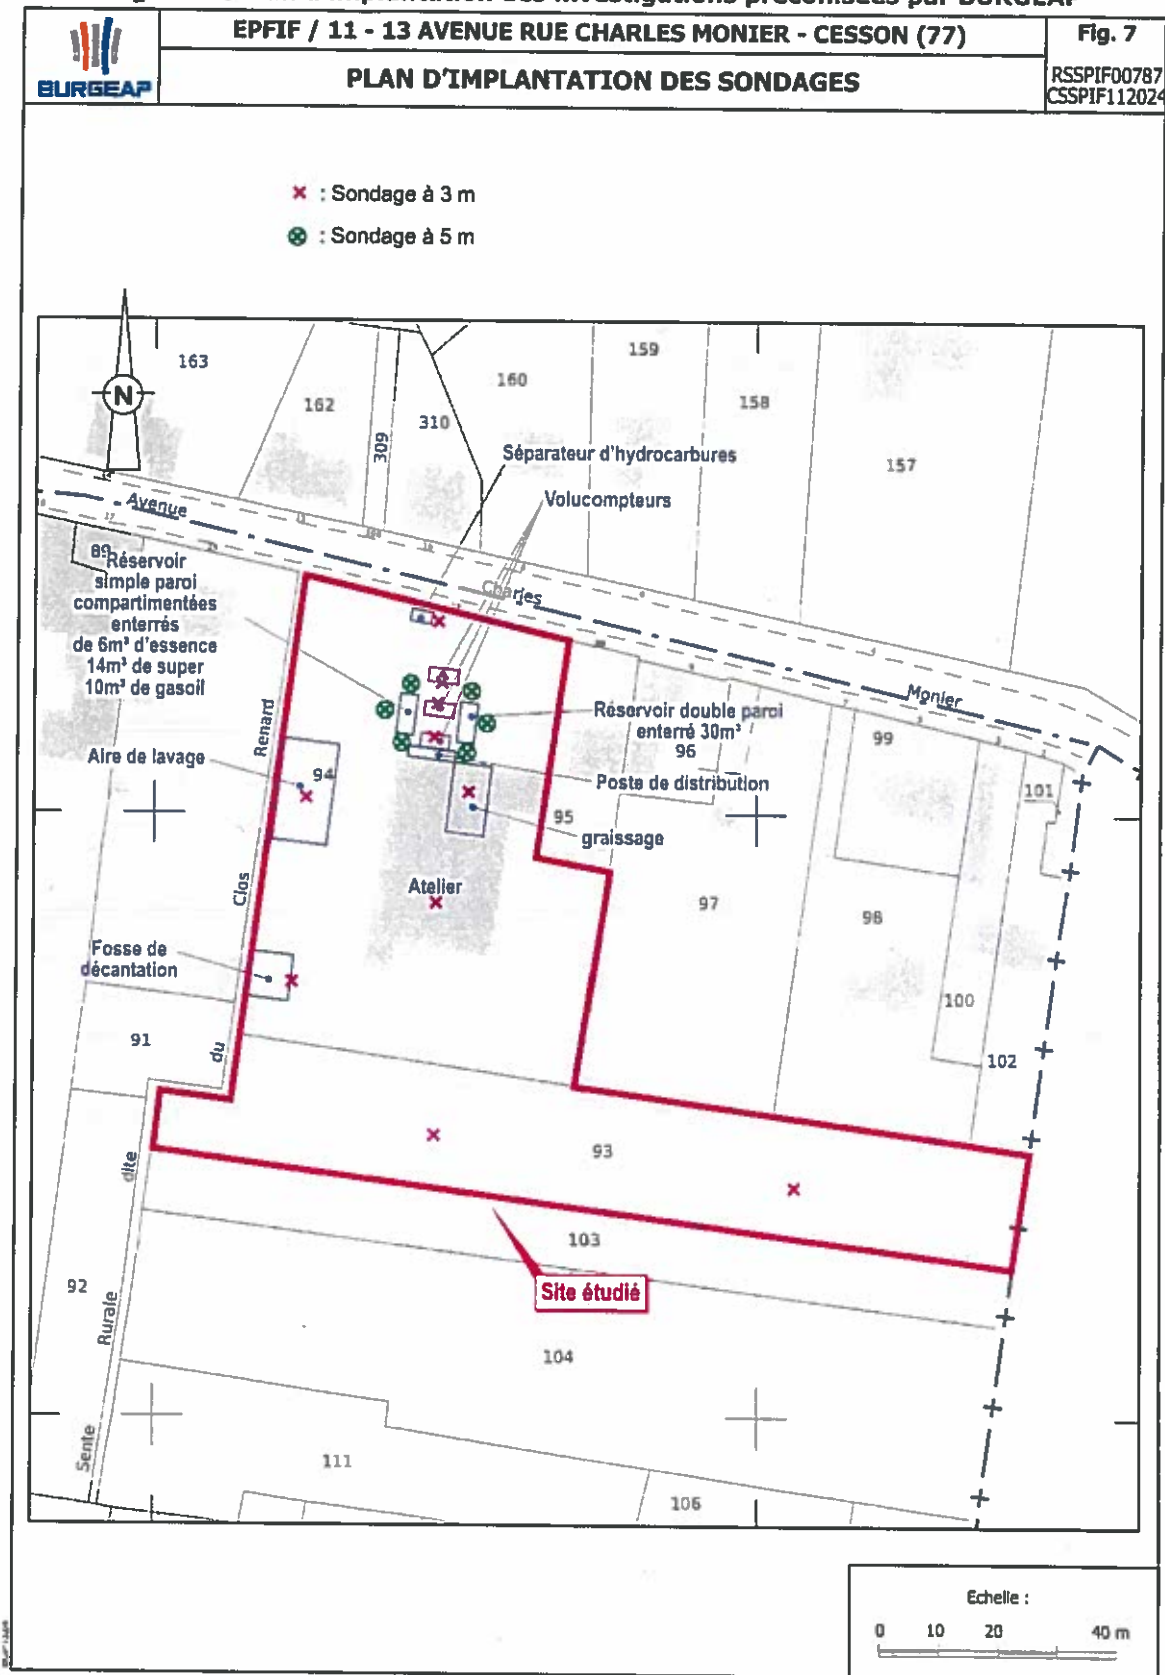 EPFIF / 11 - 13 AVENUE RUE CHARLES MONIER - CESSON (77)
Fig. 7
BURGEAP
PLAN D'IMPLANTATION DES SONDAGES
RSSPIF00787
CSSPIF112024
x : Sondage à 3 m
: Sondage à 5 m
N
163
162
309
310
160
159
158
157
Séparateur d'hydrocarbures
Volucompteurs
Avenue
Charles
Monier
89
Réservoir
simple paroi
compartimentées
enterrés
de 6m³ d'essence
14m³ de super
10m³ de gasoil
Renard
Réservoir double paroi
enterré 30m³
96
99
Aire de lavage
94
Poste de distribution
101
95
graissage
Clos
Atelier
97
98
Fosse de
décantation
100
91
du
102
93
dite
103
92
Site étudié
Rurale
104
Sente
111
106
Echelle :
0 10 20 40 m